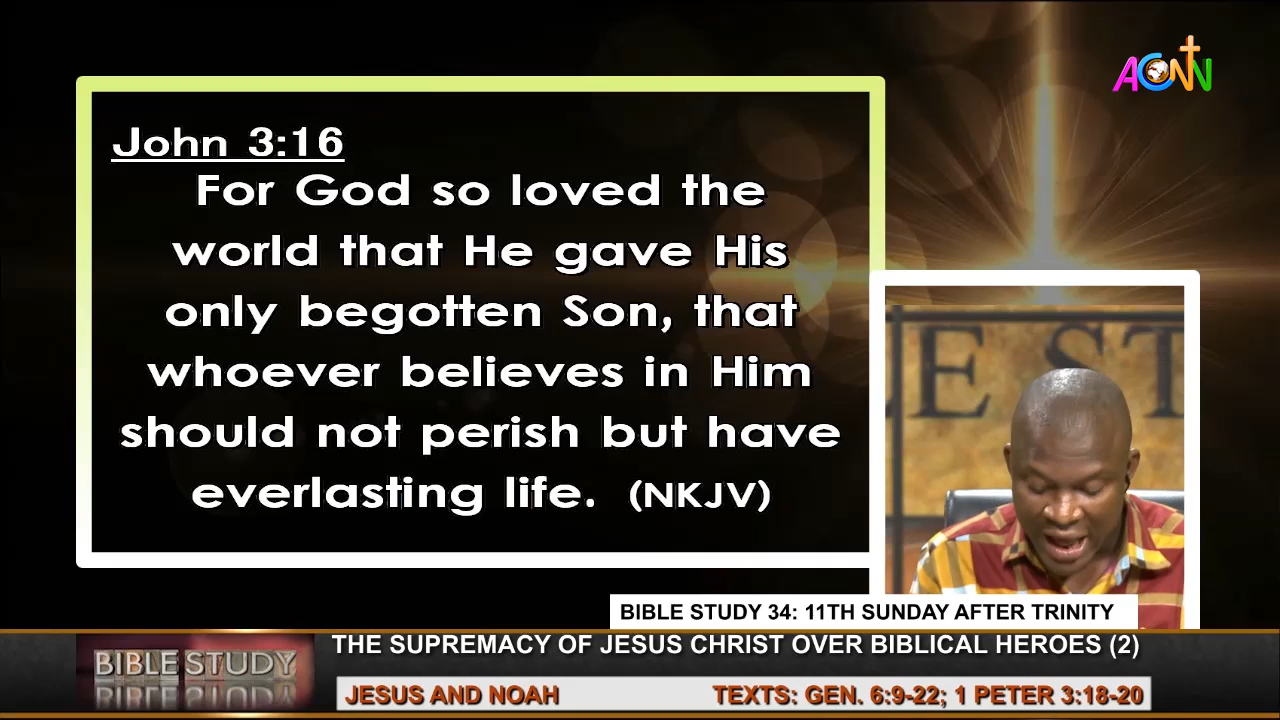 ACNN
John 3:16
For God so loved the
world that He gave His
only begotten Son, that
whoever believes in Him
should not perish but have
everlasting life. (NKJV)
LE ST
BIBLE STUDY 34: 11TH SUNDAY AFTER TRINITY
THE SUPREMACY OF JESUS CHRIST OVER BIBLICAL HEROES (2)
BIBLE STUDY
JESUS AND NOAH TEXTS: GEN. 6:9-22; 1 PETER 3:18-20